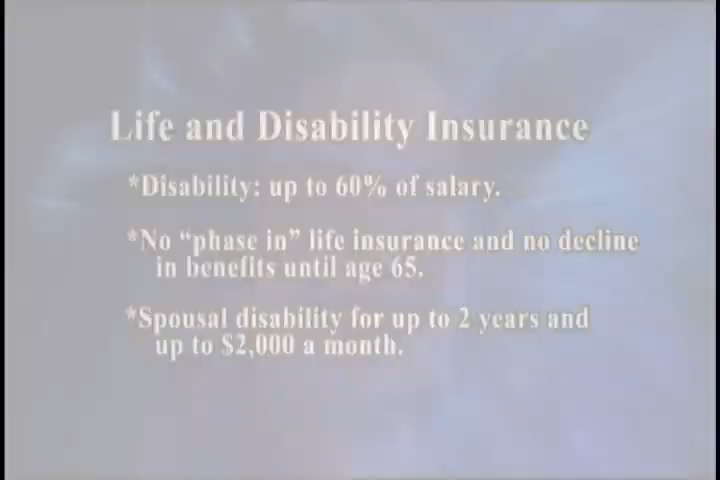 Life and Disability Insurance
*Disability: up to 60% of salary.
*No “phase in” life insurance and no decline
in benefits until age 65.
*Spousal disability for up to 2 years and
up to $2,000 a month.